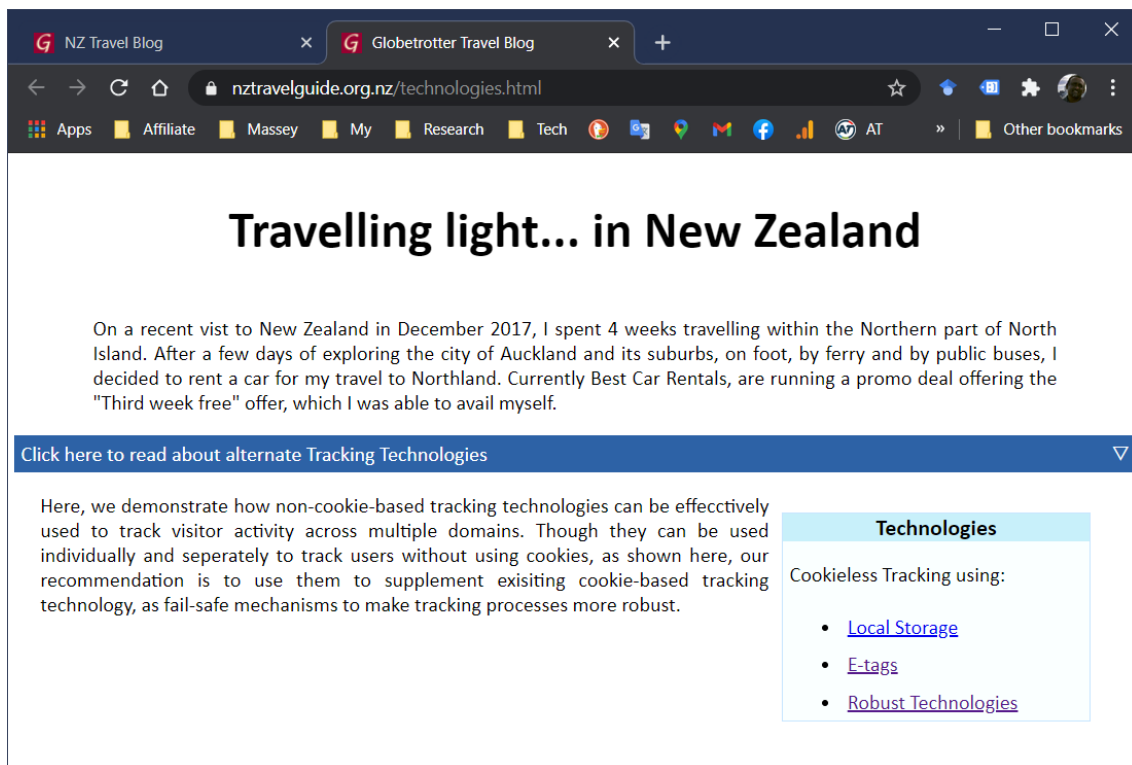 NZ Travel Blog
Globetrotter Travel Blog
nztravelguide.org.nz/technologies.html
Apps Affiliate Massey My Research Tech AT » Other bookmarks
Travelling light... in New Zealand
On a recent vist to New Zealand in December 2017, I spent 4 weeks travelling within the Northern part of North
Island. After a few days of exploring the city of Auckland and its suburbs, on foot, by ferry and by public buses, I
decided to rent a car for my travel to Northland. Currently Best Car Rentals, are running a promo deal offering the
"Third week free" offer, which I was able to avail myself.
Click here to read about alternate Tracking Technologies
Here, we demonstrate how non-cookie-based tracking technologies can be effecctively
used to track visitor activity across multiple domains. Though they can be used
individually and seperately to track users without using cookies, as shown here, our
recommendation is to use them to supplement exisiting cookie-based tracking
technology, as fail-safe mechanisms to make tracking processes more robust.
Technologies
Cookieless Tracking using:
• Local Storage
• E-tags
• Robust Technologies